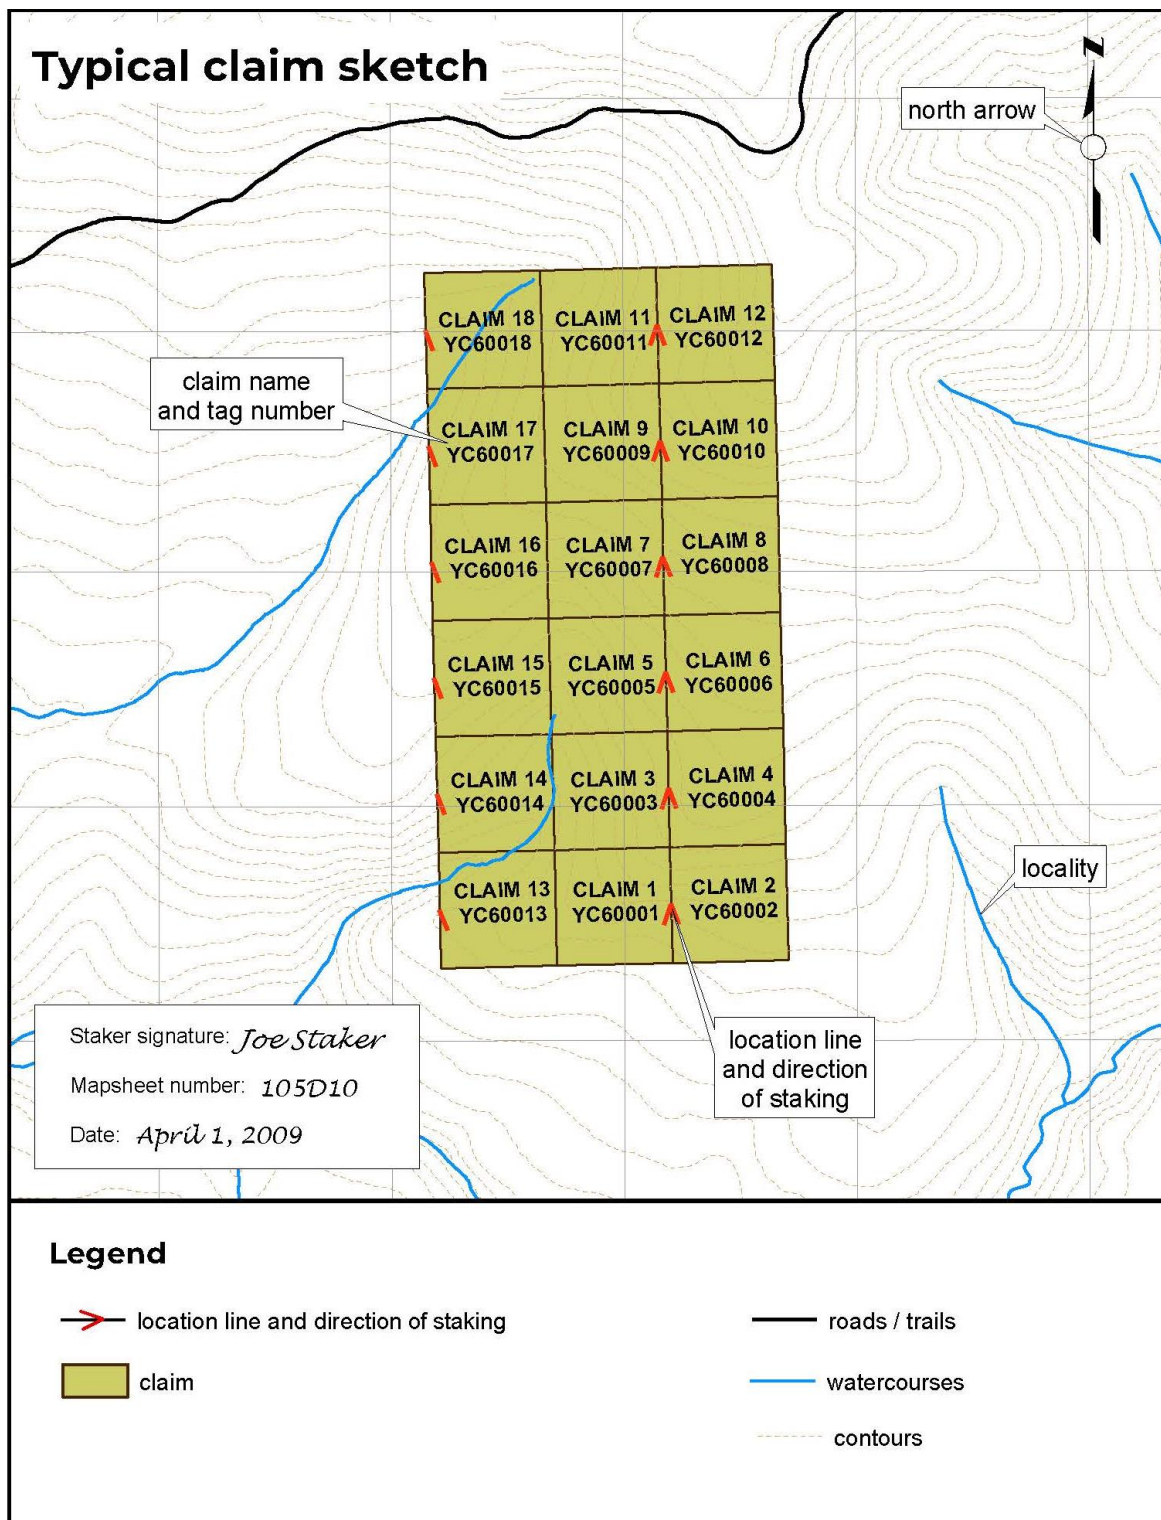 Typical claim sketch
N
north arrow
CLAIM 18
YC60018
CLAIM 11
YC60011
CLAIM 12
YC60012
claim name
and tag number
CLAIM 17
YC60017
CLAIM 9
YC60009
CLAIM 10
YC60010
CLAIM 16
YC60016
CLAIM 7
YC60007
CLAIM 8
YC60008
CLAIM 15
YC60015
CLAIM 5
YC60005
CLAIM 6
YC60006
CLAIM 14
YC60014
CLAIM 3
YC60003
CLAIM 4
YC60004
locality
CLAIM 13
YC60013
CLAIM 1
YC60001
CLAIM 2
YC60002
location line
and direction
of staking
Staker signature: Joe Staker
Mapsheet number: 105D10
Date: April 1, 2009
Legend
location line and direction of staking
claim
roads / trails
watercourses
contours